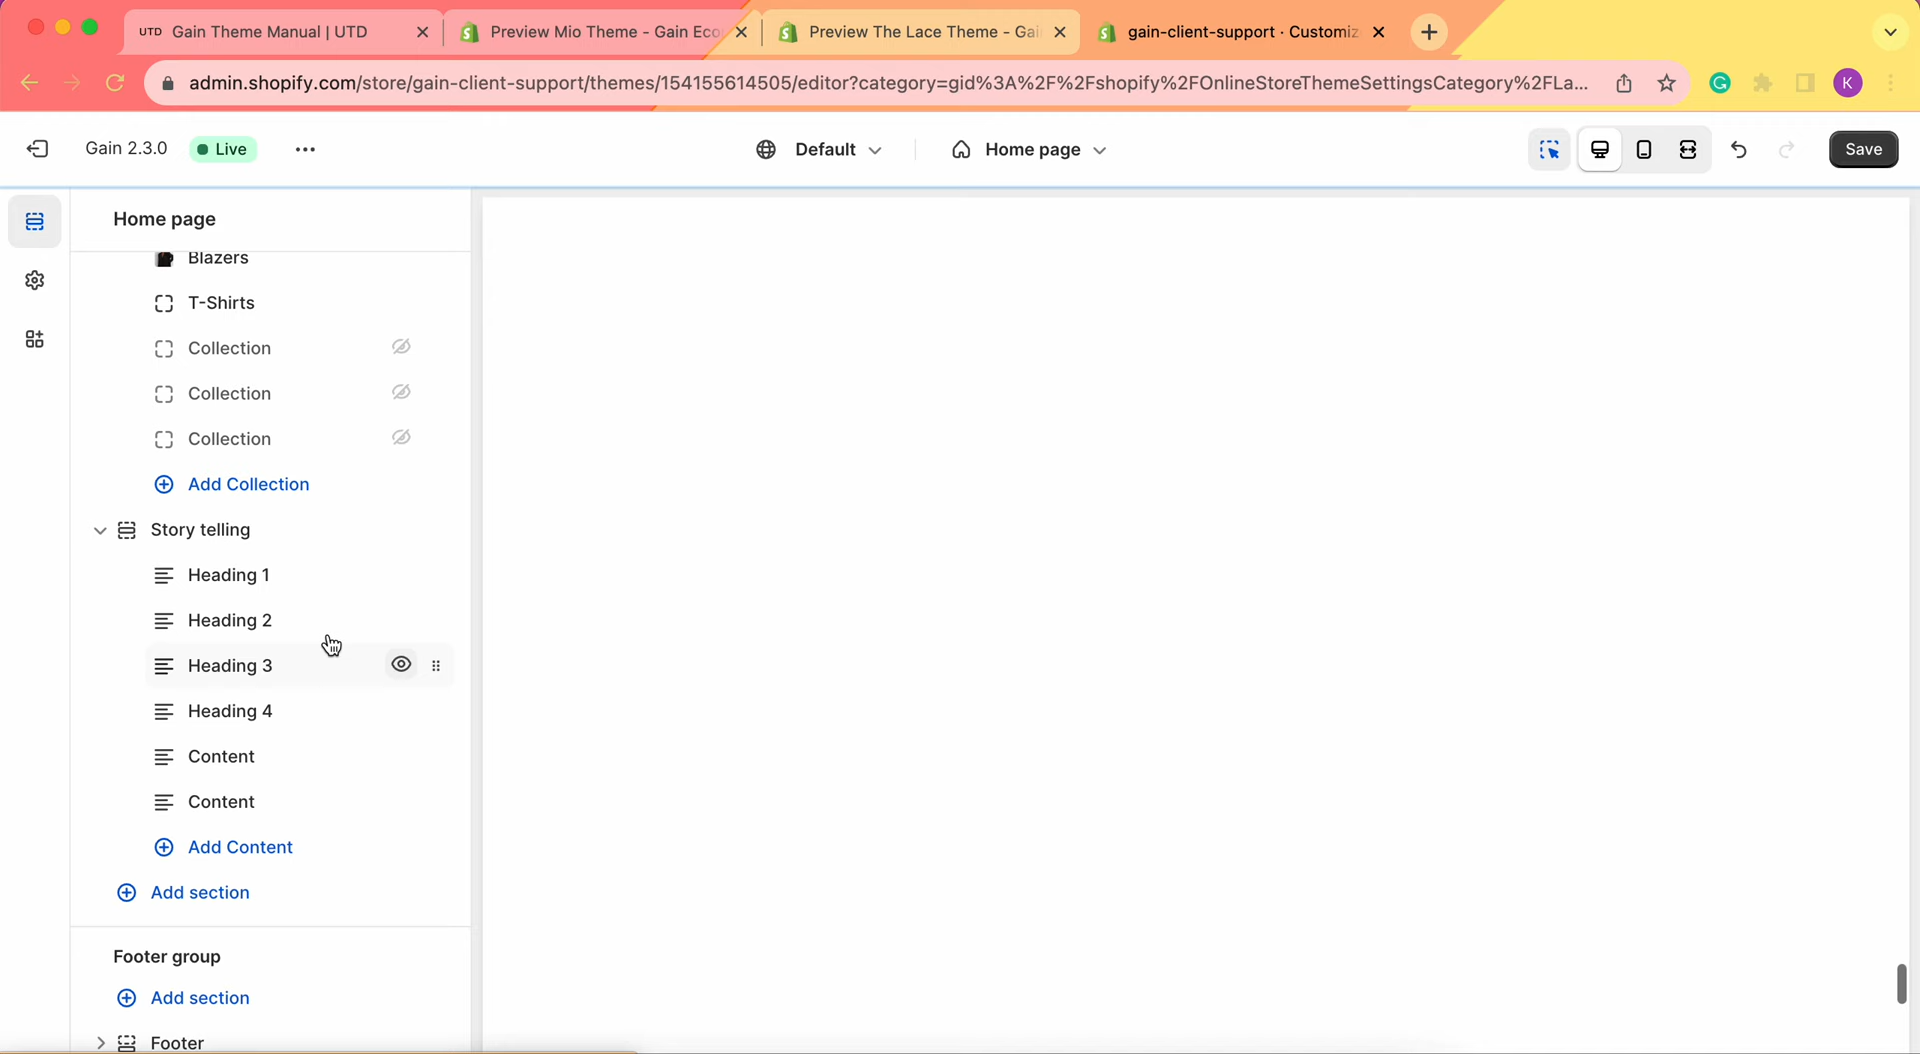 UTD Gain Theme Manual | UTD
Preview Mio Theme - Gain Eco
Preview The Lace Theme - Gai
gain-client-support · Customiz
admin.shopify.com/store/gain-client-support/themes/154155614505/editor?category=gid%3A%2F%2Fshopify%2FOnlineStoreThemeSettingsCategory%2FLa...
K
Gain 2.3.0
Live
Default
Home page
Save
Home page
Blazers
T-Shirts
Collection
Collection
Collection
Add Collection
Story telling
Heading 1
Heading 2
Heading 3
Heading 4
Content
Content
Add Content
Add section
Footer group
Add section
Footer